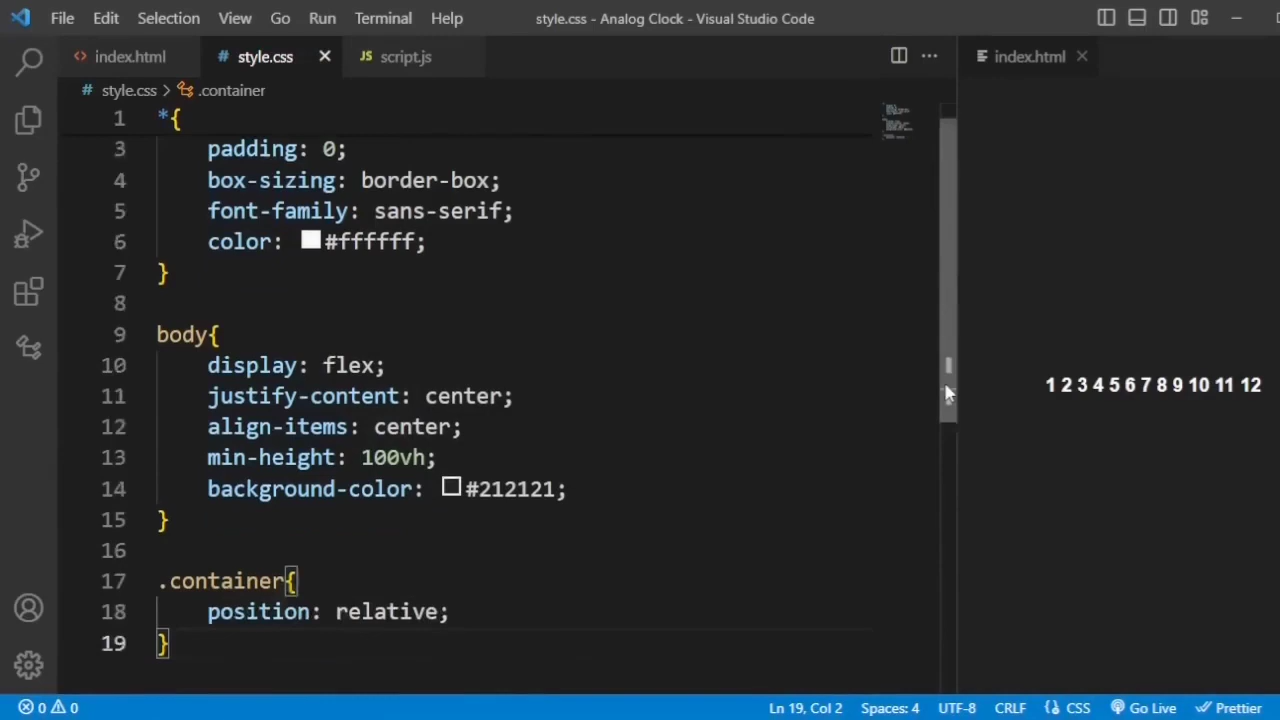 File Edit Selection View Go Run Terminal Help style.css - Analog Clock - Visual Studio Code
index.html # style.css JS script.js index.html
# style.css > .container
1 *{
3 padding: 0;
4 box-sizing: border-box;
5 font-family: sans-serif;
6 color: #ffffff;
7 }
8
9 body{
10 display: flex;
11 justify-content: center;
12 align-items: center;
13 min-height: 100vh;
14 background-color: #212121;
15 }
16
17 .container{
18 position: relative;
19 }
1 2 3 4 5 6 7 8 9 10 11 12
0 0 Ln 19, Col 2 Spaces: 4 UTF-8 CRLF CSS Go Live Prettier